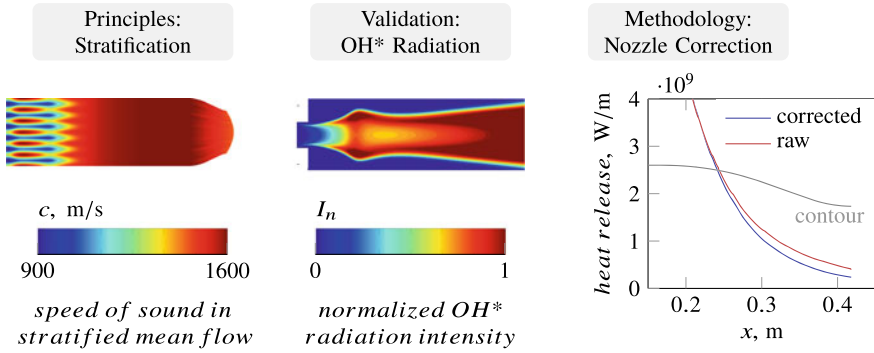 Principles:
Stratification
Validation:
OH* Radiation
Methodology:
Nozzle Correction
c, m/s
900
1600
speed of sound in
stratified mean flow
I_n
0
1
normalized OH*
radiation intensity
·10^9
heat release, W/m
4
3
2
1
0
corrected
raw
contour
0.2
0.3
0.4
x, m